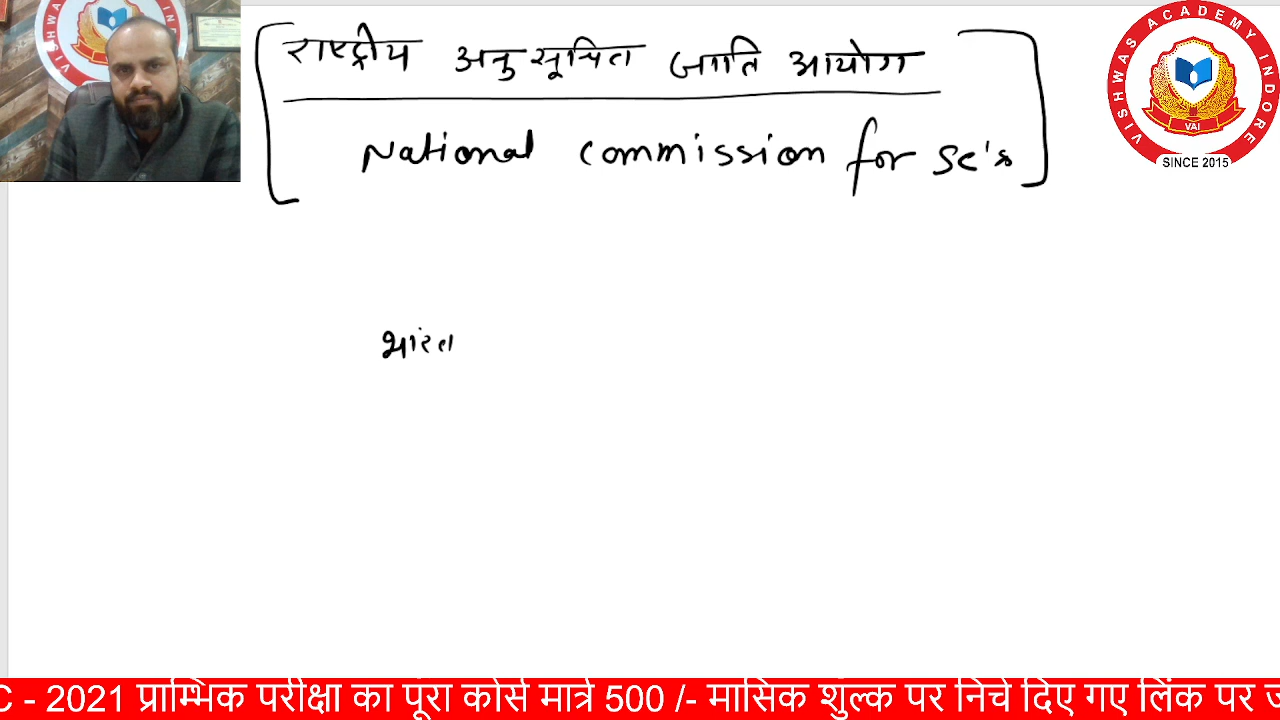 राष्ट्रीय अनुसूचित जाति आयोग
National commission for SC's
भारत
VISHWAS ACADEMY INDORE
VAI
SINCE 2015
C - 2021 प्राम्भिक परीक्षा का पूरा कोर्स मात्र 500 /- मासिक शुल्क पर निचे दिए गए लिंक पर ज